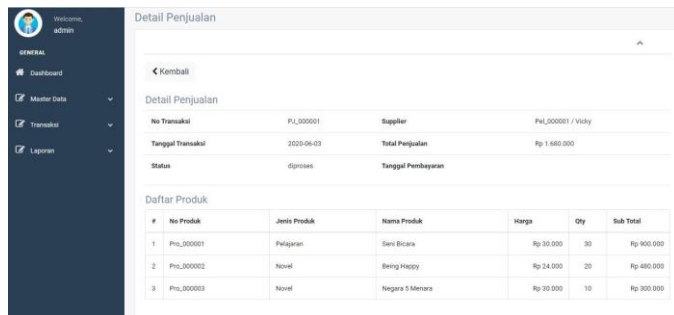 Welcome,
admin
Detail Penjualan
GENERAL
Dashboard
Master Data
Transaksi
Laporan
Kembali
Detail Penjualan
No Transaksi PJ_000001 Supplier Pel_000001 / Vicky
Tanggal Transaksi 2020-06-03 Total Penjualan Rp 1.680.000
Status diproses Tanggal Pembayaran
Daftar Produk
# No Produk Jenis Produk Nama Produk Harga Qty Sub Total
1 Pro_000001 Pelajaran Seni Bicara Rp 30.000 30 Rp 900.000
2 Pro_000002 Novel Being Happy Rp 24.000 20 Rp 480.000
3 Pro_000003 Novel Negara 5 Menara Rp 30.000 10 Rp 300.000